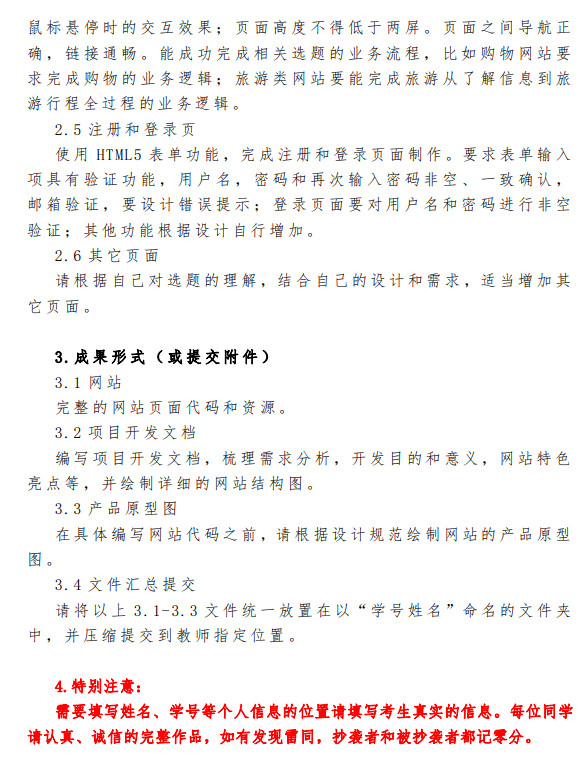 鼠标悬停时的交互效果；页面高度不得低于两屏。页面之间导航正
确，链接通畅。能成功完成相关选题的业务流程，比如购物网站要
求完成购物的业务逻辑；旅游类网站要能完成旅游从了解信息到旅
游行程全过程的业务逻辑。
2.5 注册和登录页
使用 HTML5 表单功能，完成注册和登录页面制作。要求表单输入
项具有验证功能，用户名，密码和再次输入密码非空、一致确认，
邮箱验证，要设计错误提示；登录页面要对用户名和密码进行非空
验证；其他功能根据设计自行增加。
2.6 其它页面
请根据自己对选题的理解，结合自己的设计和需求，适当增加其
它页面。
3.成果形式（或提交附件）
3.1 网站
完整的网站页面代码和资源。
3.2 项目开发文档
编写项目开发文档，梳理需求分析，开发目的和意义，网站特色
亮点等，并绘制详细的网站结构图。
3.3 产品原型图
在具体编写网站代码之前，请根据设计规范绘制网站的产品原型
图。
3.4 文件汇总提交
请将以上 3.1-3.3 文件统一放置在以“学号姓名”命名的文件夹
中，并压缩提交到教师指定位置。
4.特别注意：
需要填写姓名、学号等个人信息的位置请填写考生真实的信息。每位同学
请认真、诚信的完整作品，如有发现雷同，抄袭者和被抄袭者都记零分。